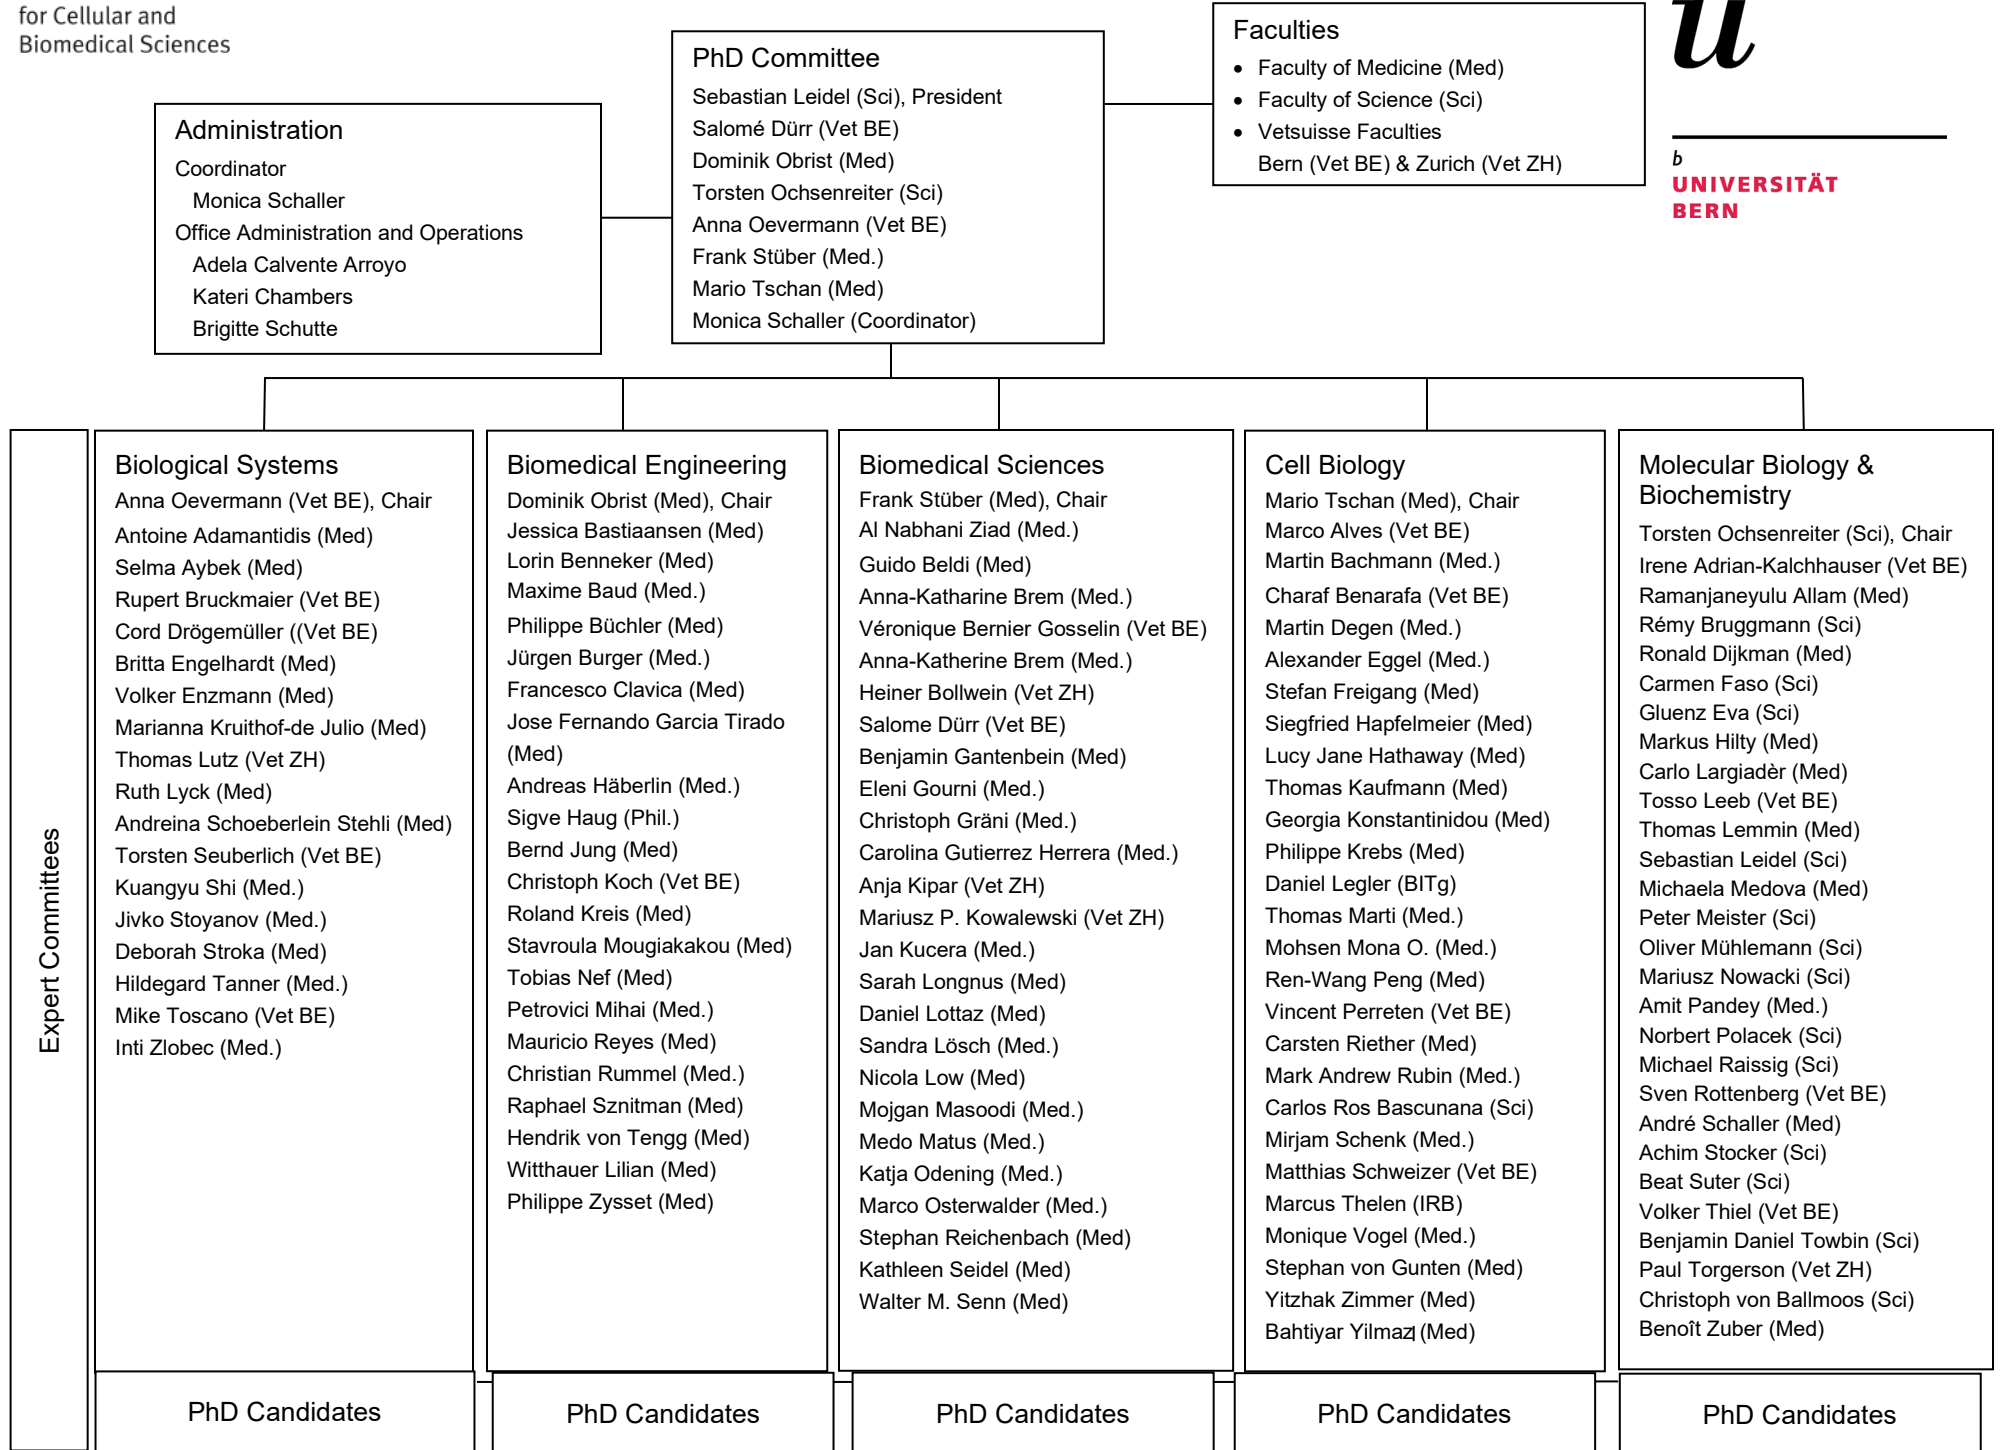 for Cellular and
Biomedical Sciences
Administration
Coordinator
Monica Schaller
Office Administration and Operations
Adela Calvente Arroyo
Kateri Chambers
Brigitte Schutte
PhD Committee
Sebastian Leidel (Sci), President
Salomé Dürr (Vet BE)
Dominik Obrist (Med)
Torsten Ochsenreiter (Sci)
Anna Oevermann (Vet BE)
Frank Stüber (Med.)
Mario Tschan (Med)
Monica Schaller (Coordinator)
Faculties
• Faculty of Medicine (Med)
• Faculty of Science (Sci)
• Vetsuisse Faculties
Bern (Vet BE) & Zurich (Vet ZH)
u
b
UNIVERSITÄT
BERN
Expert Committees
Biological Systems
Anna Oevermann (Vet BE), Chair
Antoine Adamantidis (Med)
Selma Aybek (Med)
Rupert Bruckmaier (Vet BE)
Cord Drögemüller ((Vet BE)
Britta Engelhardt (Med)
Volker Enzmann (Med)
Marianna Kruithof-de Julio (Med)
Thomas Lutz (Vet ZH)
Ruth Lyck (Med)
Andreina Schoeberlein Stehli (Med)
Torsten Seuberlich (Vet BE)
Kuangyu Shi (Med.)
Jivko Stoyanov (Med.)
Deborah Stroka (Med)
Hildegard Tanner (Med.)
Mike Toscano (Vet BE)
Inti Zlobec (Med.)
Biomedical Engineering
Dominik Obrist (Med), Chair
Jessica Bastiaansen (Med)
Lorin Benneker (Med)
Maxime Baud (Med.)
Philippe Büchler (Med)
Jürgen Burger (Med.)
Francesco Clavica (Med)
Jose Fernando Garcia Tirado
(Med)
Andreas Häberlin (Med.)
Sigve Haug (Phil.)
Bernd Jung (Med)
Christoph Koch (Vet BE)
Roland Kreis (Med)
Stavroula Mougiakakou (Med)
Tobias Nef (Med)
Petrovici Mihai (Med.)
Mauricio Reyes (Med)
Christian Rummel (Med.)
Raphael Sznitman (Med)
Hendrik von Tengg (Med)
Witthauer Lilian (Med)
Philippe Zysset (Med)
Biomedical Sciences
Frank Stüber (Med), Chair
Al Nabhani Ziad (Med.)
Guido Beldi (Med)
Anna-Katharine Brem (Med.)
Véronique Bernier Gosselin (Vet BE)
Anna-Katherine Brem (Med.)
Heiner Bollwein (Vet ZH)
Salome Dürr (Vet BE)
Benjamin Gantenbein (Med)
Eleni Gourni (Med.)
Christoph Gräni (Med.)
Carolina Gutierrez Herrera (Med.)
Anja Kipar (Vet ZH)
Mariusz P. Kowalewski (Vet ZH)
Jan Kucera (Med.)
Sarah Longnus (Med)
Daniel Lottaz (Med)
Sandra Lösch (Med.)
Nicola Low (Med)
Mojgan Masoodi (Med.)
Medo Matus (Med.)
Katja Odening (Med.)
Marco Osterwalder (Med.)
Stephan Reichenbach (Med)
Kathleen Seidel (Med)
Walter M. Senn (Med)
Cell Biology
Mario Tschan (Med), Chair
Marco Alves (Vet BE)
Martin Bachmann (Med.)
Charaf Benarafa (Vet BE)
Martin Degen (Med.)
Alexander Eggel (Med.)
Stefan Freigang (Med)
Siegfried Hapfelmeier (Med)
Lucy Jane Hathaway (Med)
Thomas Kaufmann (Med)
Georgia Konstantinidou (Med)
Philippe Krebs (Med)
Daniel Legler (BITg)
Thomas Marti (Med.)
Mohsen Mona O. (Med.)
Ren-Wang Peng (Med)
Vincent Perreten (Vet BE)
Carsten Riether (Med)
Mark Andrew Rubin (Med.)
Carlos Ros Bascunana (Sci)
Mirjam Schenk (Med.)
Matthias Schweizer (Vet BE)
Marcus Thelen (IRB)
Monique Vogel (Med.)
Stephan von Gunten (Med)
Yitzhak Zimmer (Med)
Bahtiyar Yilmaz (Med)
Molecular Biology &
Biochemistry
Torsten Ochsenreiter (Sci), Chair
Irene Adrian-Kalchhauser (Vet BE)
Ramanjaneyulu Allam (Med)
Rémy Bruggmann (Sci)
Ronald Dijkman (Med)
Carmen Faso (Sci)
Gluenz Eva (Sci)
Markus Hilty (Med)
Carlo Largiadèr (Med)
Tosso Leeb (Vet BE)
Thomas Lemmin (Med)
Sebastian Leidel (Sci)
Michaela Medova (Med)
Peter Meister (Sci)
Oliver Mühlemann (Sci)
Mariusz Nowacki (Sci)
Amit Pandey (Med.)
Norbert Polacek (Sci)
Michael Raissig (Sci)
Sven Rottenberg (Vet BE)
André Schaller (Med)
Achim Stocker (Sci)
Beat Suter (Sci)
Volker Thiel (Vet BE)
Benjamin Daniel Towbin (Sci)
Paul Torgerson (Vet ZH)
Christoph von Ballmoos (Sci)
Benoît Zuber (Med)
PhD Candidates
PhD Candidates
PhD Candidates
PhD Candidates
PhD Candidates